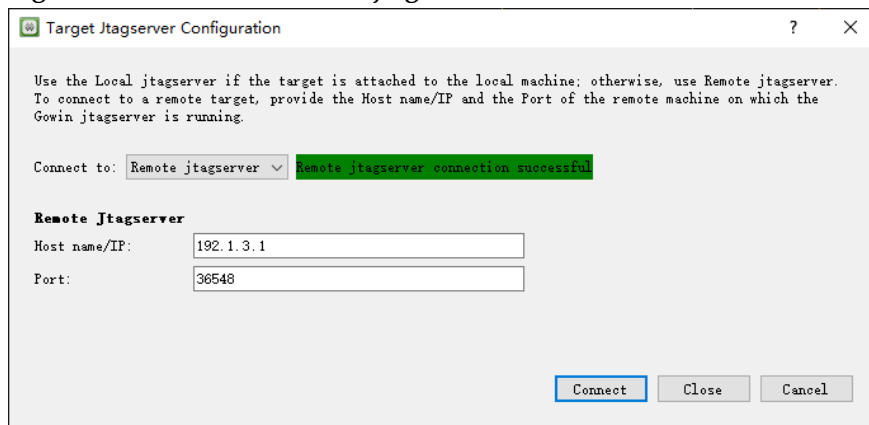 Target Jtagserver Configuration ?
Use the Local jtagserver if the target is attached to the local machine; otherwise, use Remote jtagserver.
To connect to a remote target, provide the Host name/IP and the Port of the remote machine on which the
Gowin jtagserver is running.
Connect to: Remote jtagserver Remote jtagserver connection successful
Remote Jtagserver
Host name/IP: 192.1.3.1
Port: 36548
Connect Close Cancel